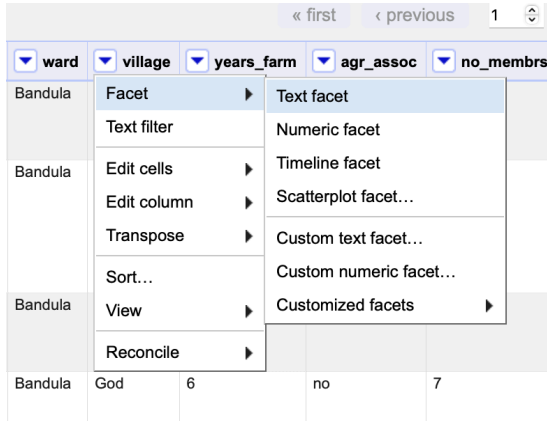 « first ‹ previous 1
ward village years_farm agr_assoc no_membrs
Bandula Facet Text facet
Text filter Numeric facet
Bandula Edit cells Timeline facet
Edit column Scatterplot facet…
Transpose Custom text facet…
Sort… Custom numeric facet…
Bandula View Customized facets
Reconcile
Bandula God 6 no 7